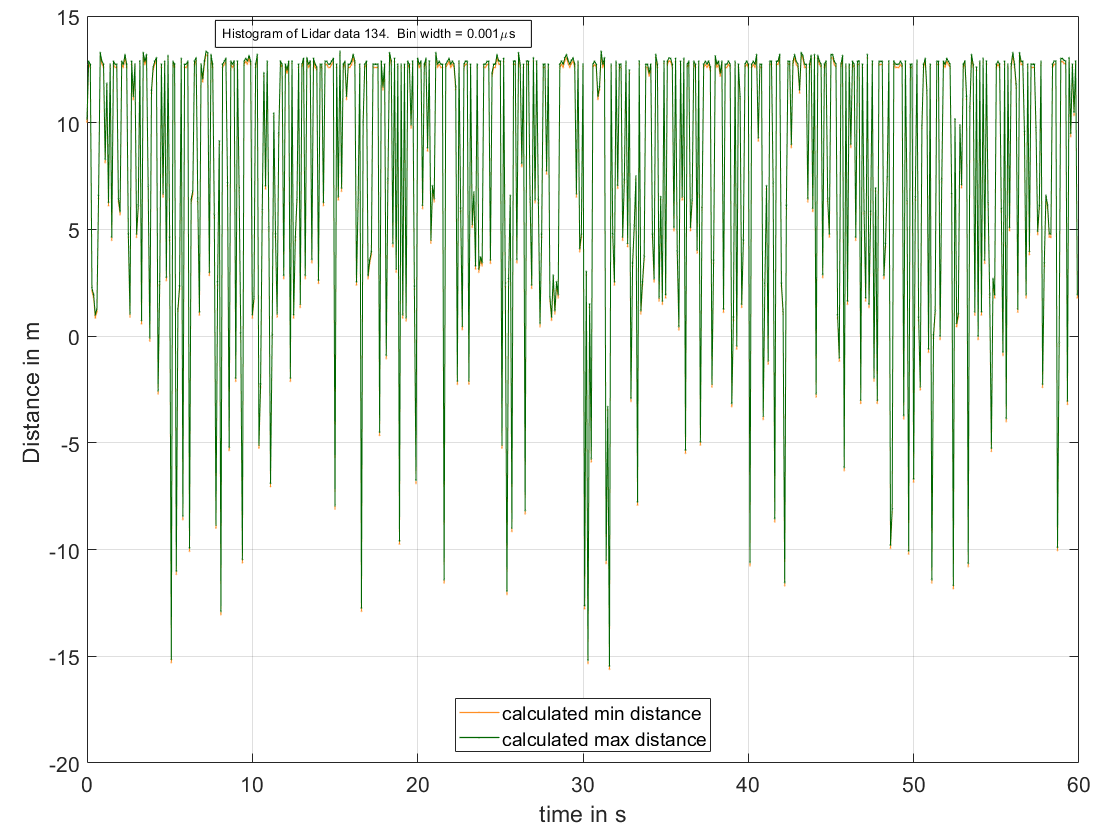 Histogram of Lidar data 134. Bin width = 0.001μs
15
10
5
0
-5
-10
-15
-20
Distance in m
calculated min distance
calculated max distance
0 10 20 30 40 50 60
time in s